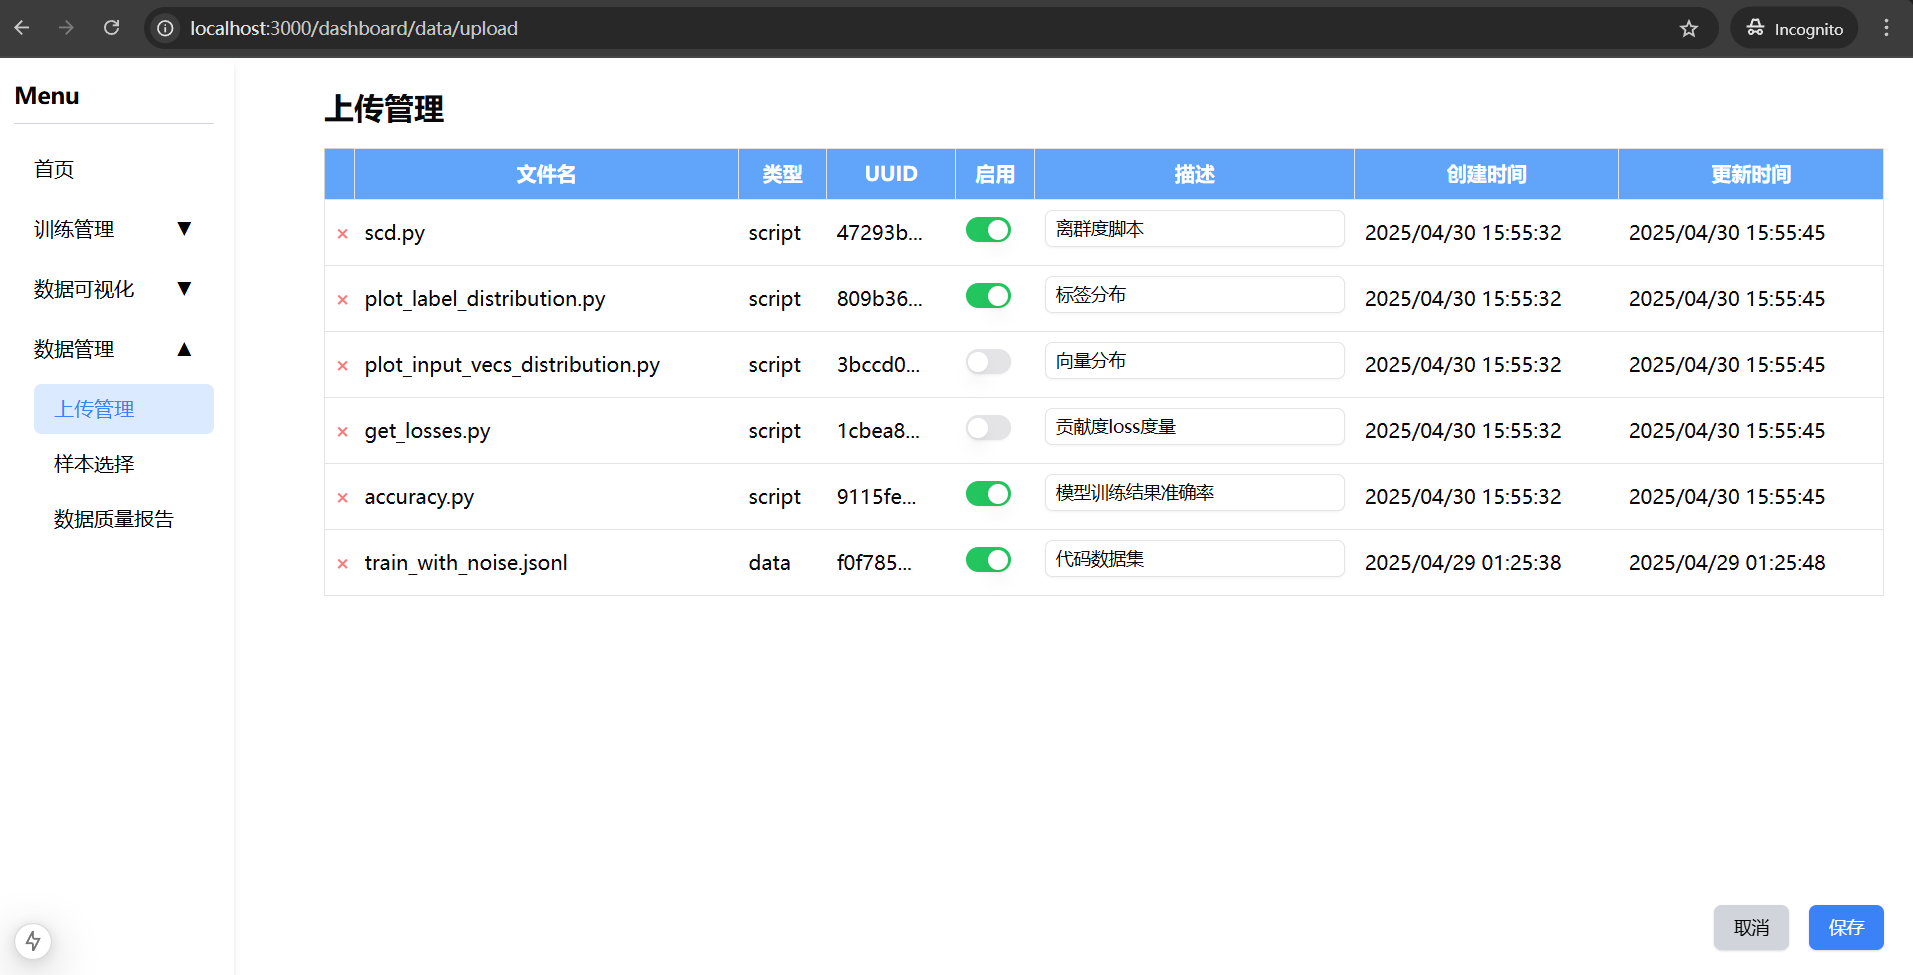 localhost:3000/dashboard/data/upload
Incognito
Menu
首页
训练管理 ▼
数据可视化 ▼
数据管理 ▲
上传管理
样本选择
数据质量报告
上传管理
文件名 类型 UUID 启用 描述 创建时间 更新时间
× scd.py script 47293b... 离群度脚本 2025/04/30 15:55:32 2025/04/30 15:55:45
× plot_label_distribution.py script 809b36... 标签分布 2025/04/30 15:55:32 2025/04/30 15:55:45
× plot_input_vecs_distribution.py script 3bccd0... 向量分布 2025/04/30 15:55:32 2025/04/30 15:55:45
× get_losses.py script 1cbea8... 贡献度loss度量 2025/04/30 15:55:32 2025/04/30 15:55:45
× accuracy.py script 9115fe... 模型训练结果准确率 2025/04/30 15:55:32 2025/04/30 15:55:45
× train_with_noise.jsonl data f0f785... 代码数据集 2025/04/29 01:25:38 2025/04/29 01:25:48
取消 保存